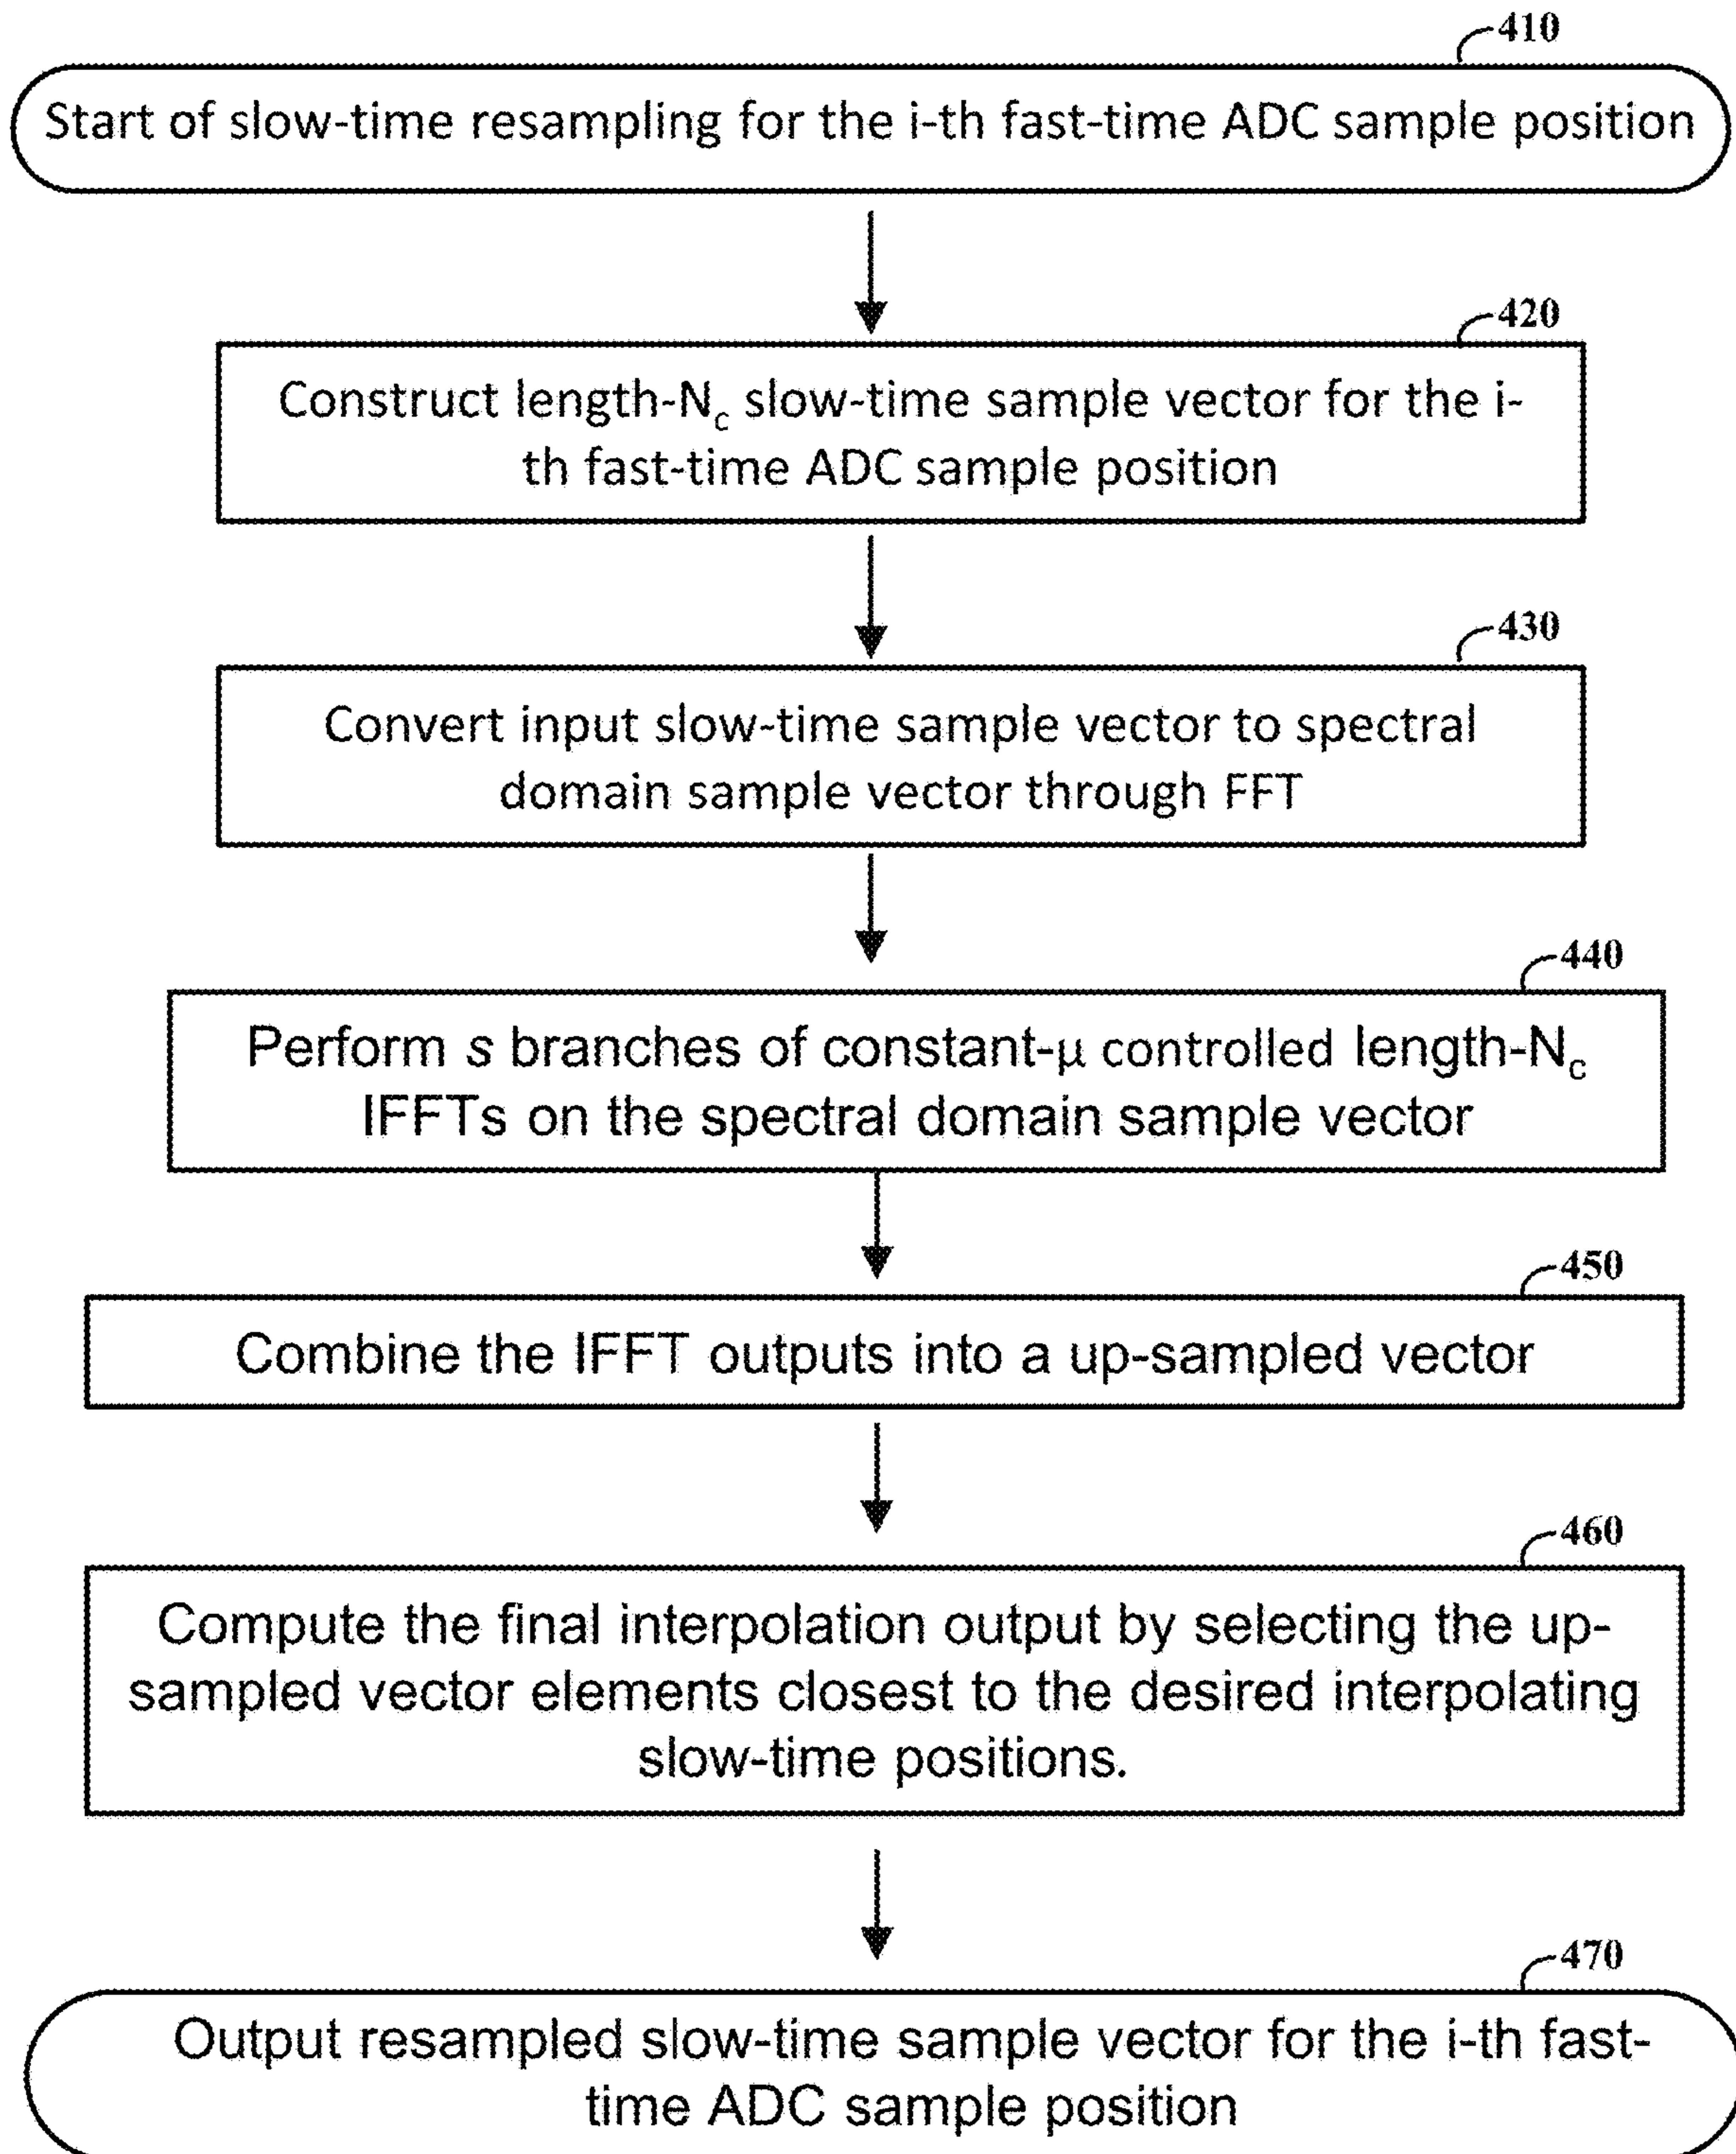 410
Start of slow-time resampling for the i-th fast-time ADC sample position
420
Construct length-Nc slow-time sample vector for the i-
th fast-time ADC sample position
430
Convert input slow-time sample vector to spectral
domain sample vector through FFT
440
Perform s branches of constant-μ controlled length-Nc
IFFTs on the spectral domain sample vector
450
Combine the IFFT outputs into a up-sampled vector
460
Compute the final interpolation output by selecting the up-
sampled vector elements closest to the desired interpolating
slow-time positions.
470
Output resampled slow-time sample vector for the i-th fast-
time ADC sample position